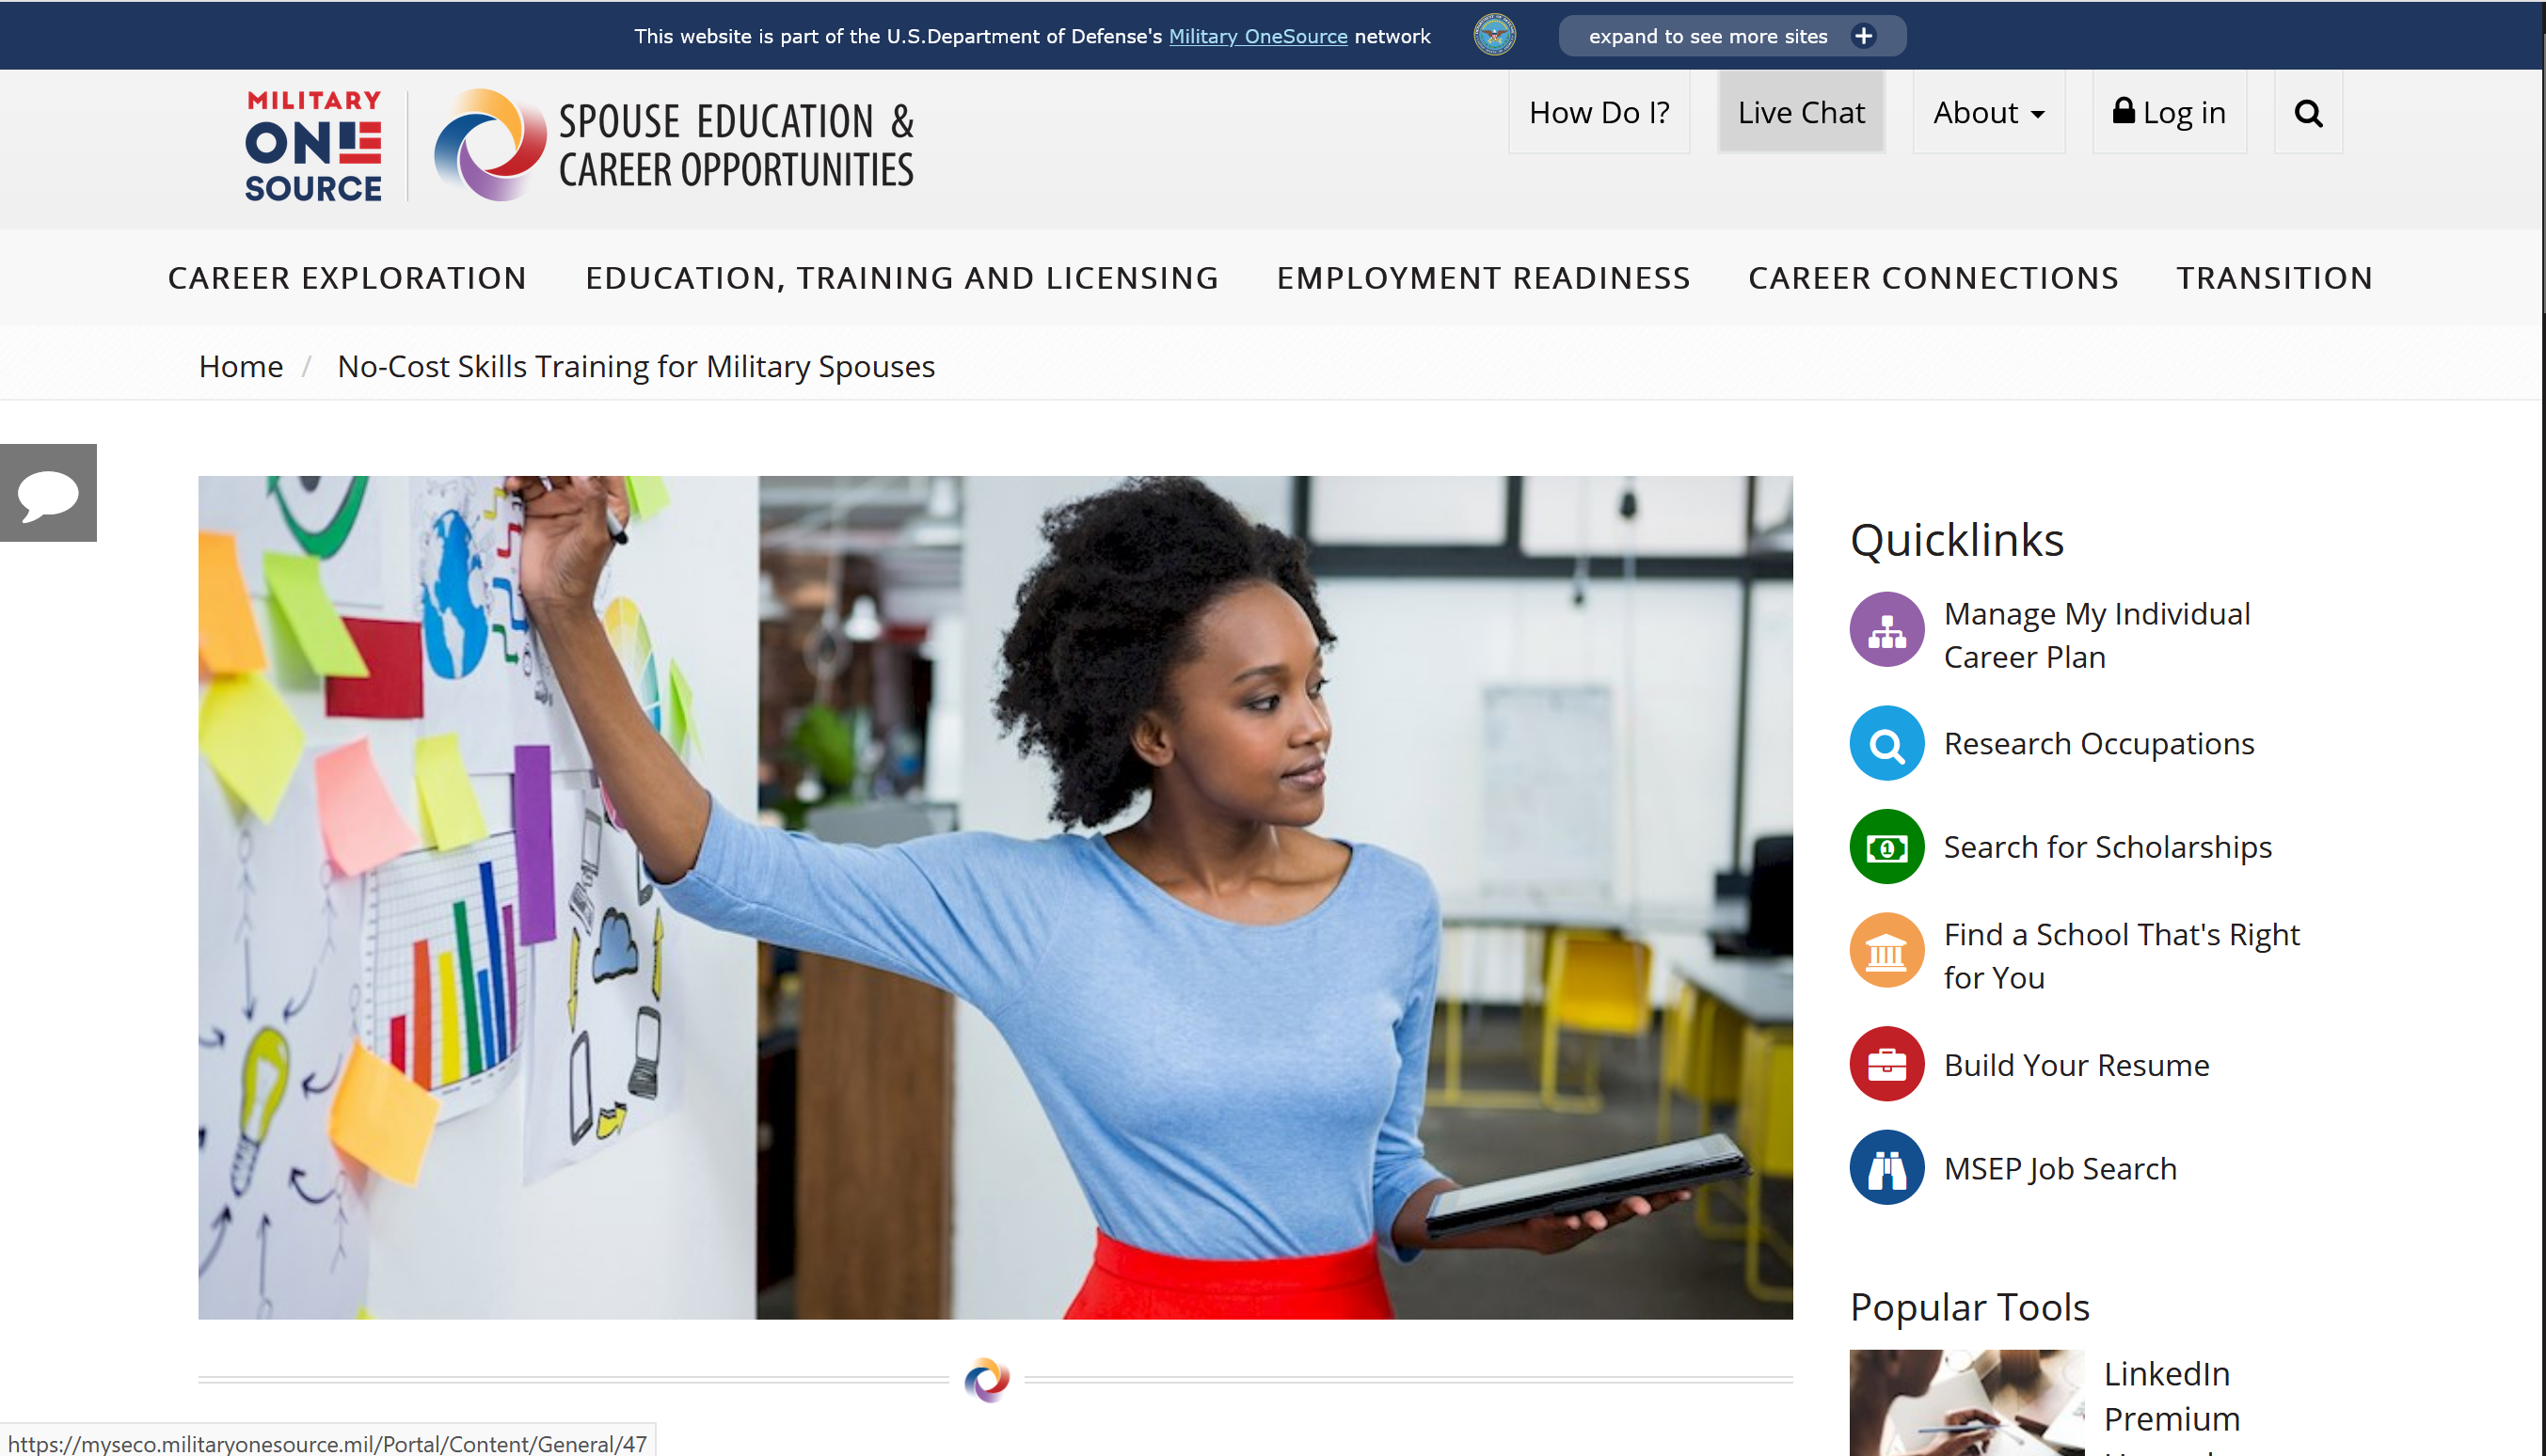 This website is part of the U.S.Department of Defense's Military OneSource network
expand to see more sites
MILITARY
ONE
SOURCE
SPOUSE EDUCATION &
CAREER OPPORTUNITIES
How Do I?
Live Chat
About
Log in
CAREER EXPLORATION
EDUCATION, TRAINING AND LICENSING
EMPLOYMENT READINESS
CAREER CONNECTIONS
TRANSITION
Home / No-Cost Skills Training for Military Spouses
Quicklinks
Manage My Individual
Career Plan
Research Occupations
Search for Scholarships
Find a School That's Right
for You
Build Your Resume
MSEP Job Search
Popular Tools
LinkedIn
Premium
https://myseco.militaryonesource.mil/Portal/Content/General/47